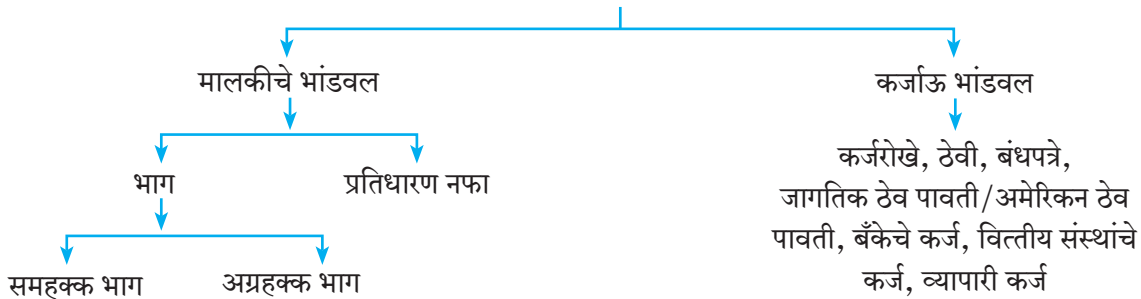 मालकीचे भांडवल
कर्जाऊ भांडवल
भाग
प्रतिधारण नफा
समहक्क भाग
अग्रहक्क भाग
कर्जरोखे, ठेवी, बंधपत्रे,
जागतिक ठेव पावती/अमेरिकन ठेव
पावती, बँकेचे कर्ज, वित्तीय संस्थांचे
कर्ज, व्यापारी कर्ज